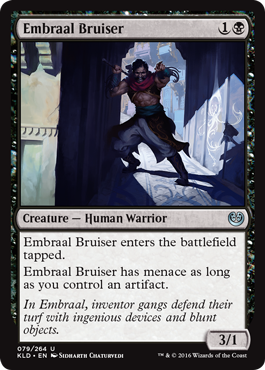 Embraal Bruiser 1
Creature — Human Warrior
Embraal Bruiser enters the battlefield
tapped.
Embraal Bruiser has menace as long
as you control an artifact.
In Embraal, inventor gangs defend their
turf with ingenious devices and blunt
objects.
3/1
079/264 U
KLD • EN Sidharth Chaturvedi
™ & © 2016 Wizards of the Coast